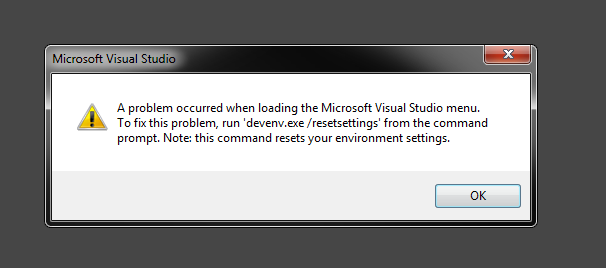 Microsoft Visual Studio
A problem occurred when loading the Microsoft Visual Studio menu.
To fix this problem, run 'devenv.exe /resetsettings' from the command
prompt. Note: this command resets your environment settings.
OK